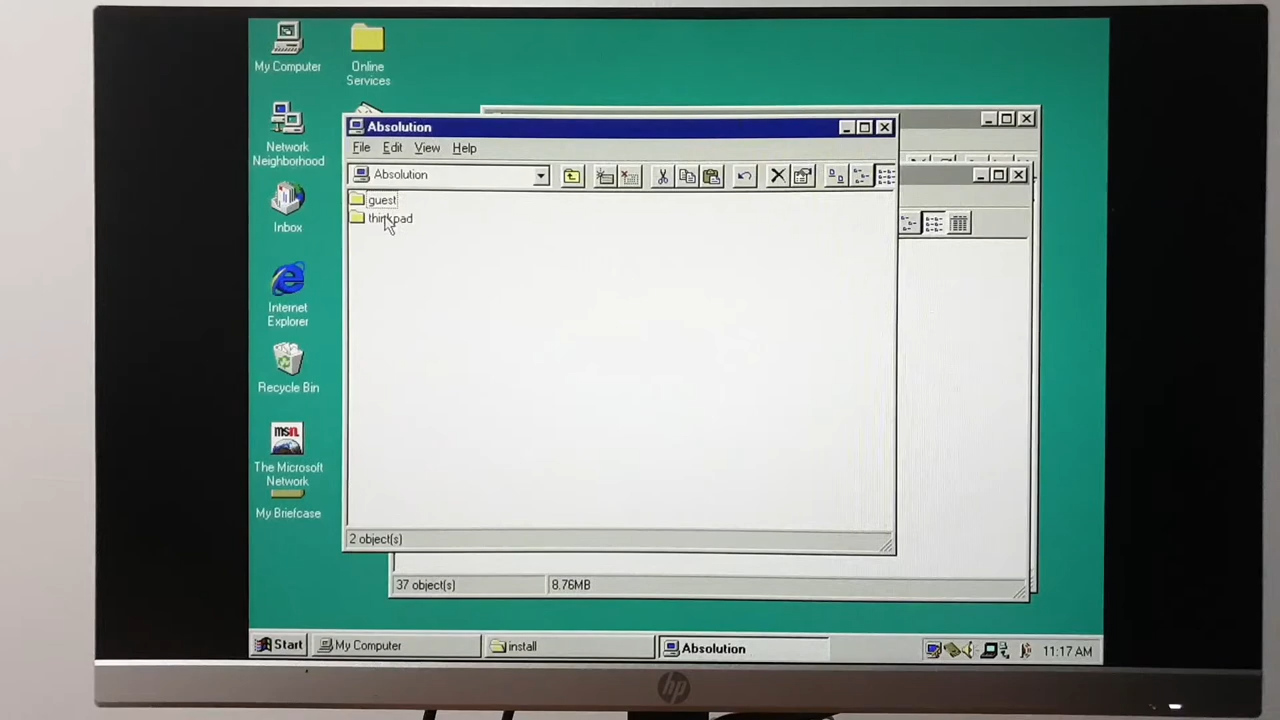 My Computer
Online
Services
Network
Neighborhood
Inbox
Internet
Explorer
Recycle Bin
msn
The Microsoft
Network
My Briefcase
Absolution
File Edit View Help
Absolution
guest
thinkpad
2 object(s)
37 object(s) 8.76MB
Start My Computer install Absolution 11:17 AM
hp